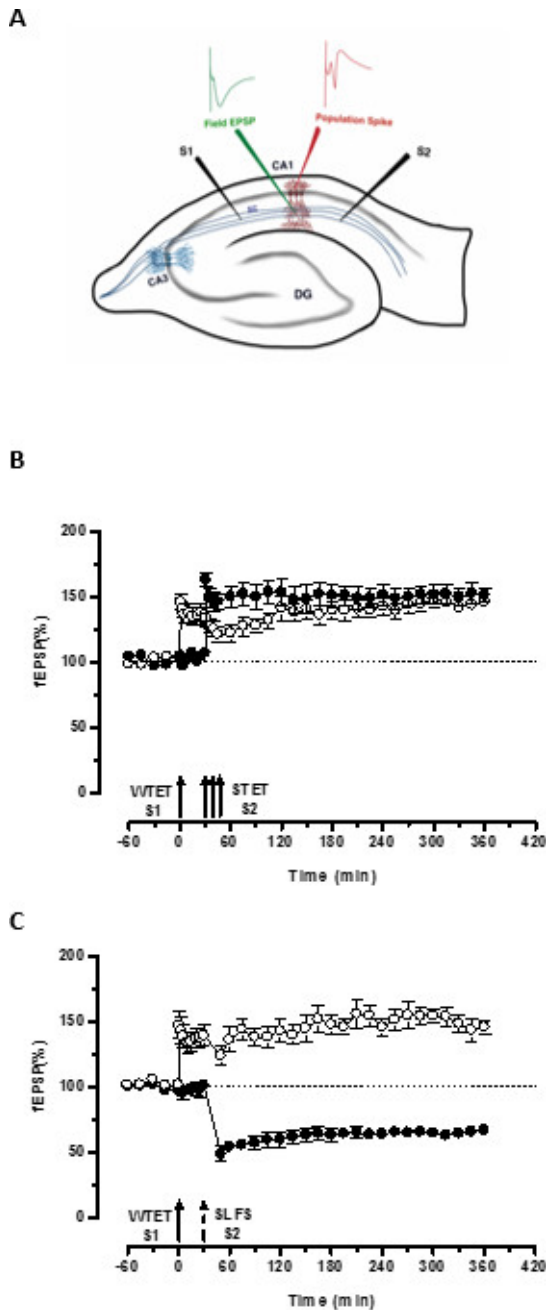 A
Field EPSP
Population Spike
S1
CA1
S2
SC
CA3
DG
B
200
150
100
50
0
fEPSP(%)
WTET
S1
STET
S2
-60 0 60 120 180 240 300 360 420
Time (min)
C
200
150
100
50
0
fEPSP(%)
WTET
S1
SLFS
S2
-60 0 60 120 180 240 300 360 420
Time (min)